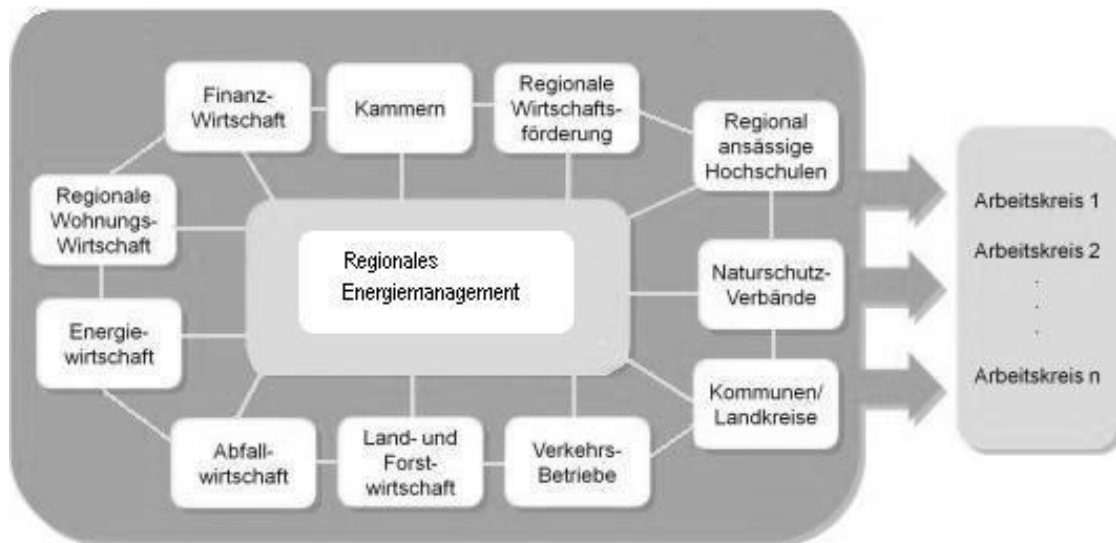 Finanz-
Wirtschaft
Kammern
Regionale
Wirtschafts-
förderung
Regional
ansässige
Hochschulen
Regionale
Wohnungs-
Wirtschaft
Regionales
Energiemanagement
Naturschutz-
Verbände
Energie-
wirtschaft
Kommunen/
Landkreise
Abfall-
wirtschaft
Land- und
Forst-
wirtschaft
Verkehrs-
Betriebe
Arbeitskreis 1
Arbeitskreis 2
.
.
.
Arbeitskreis n